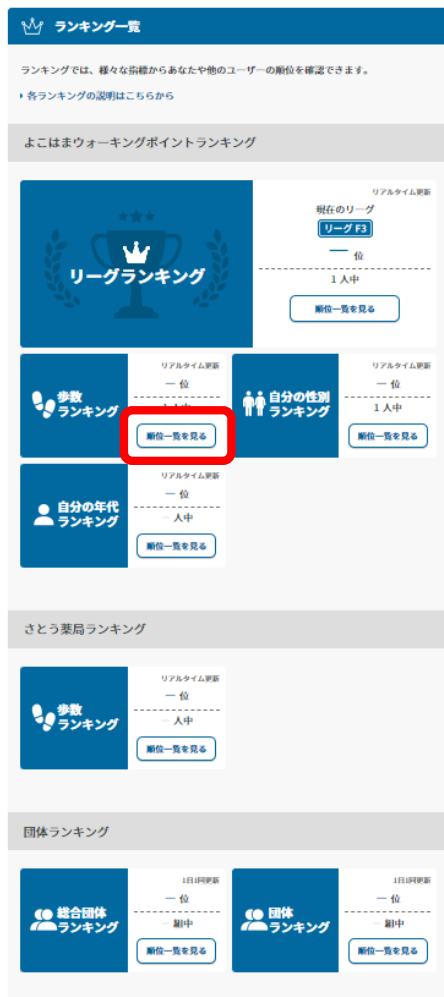 ランキング一覧
ランキングでは、様々な指標からあなたや他のユーザーの順位を確認できます。
各ランキングの説明はこちらから
よこはまウォーキングポイントランキング
リーグランキング
リアルタイム更新
現在のリーグ
リーグ F3
— 位
1 人中
順位一覧を見る
歩数
ランキング
リアルタイム更新
— 位
1 人中
順位一覧を見る
自分の性別
ランキング
リアルタイム更新
— 位
1 人中
順位一覧を見る
自分の年代
ランキング
リアルタイム更新
— 位
— 人中
順位一覧を見る
さとう薬局ランキング
歩数
ランキング
リアルタイム更新
— 位
— 人中
順位一覧を見る
団体ランキング
総合団体
ランキング
1日1回更新
— 位
— 組中
順位一覧を見る
団体
ランキング
1日1回更新
— 位
— 組中
順位一覧を見る